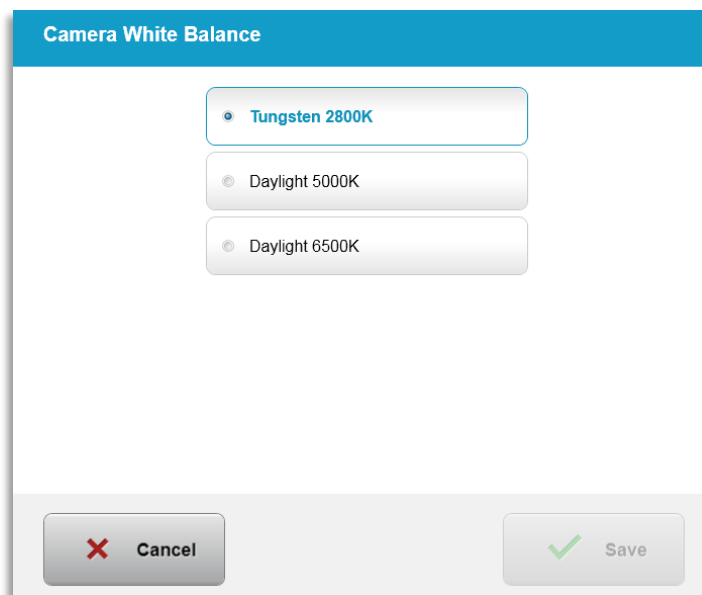 Camera White Balance
Tungsten 2800K
Daylight 5000K
Daylight 6500K
Cancel
Save